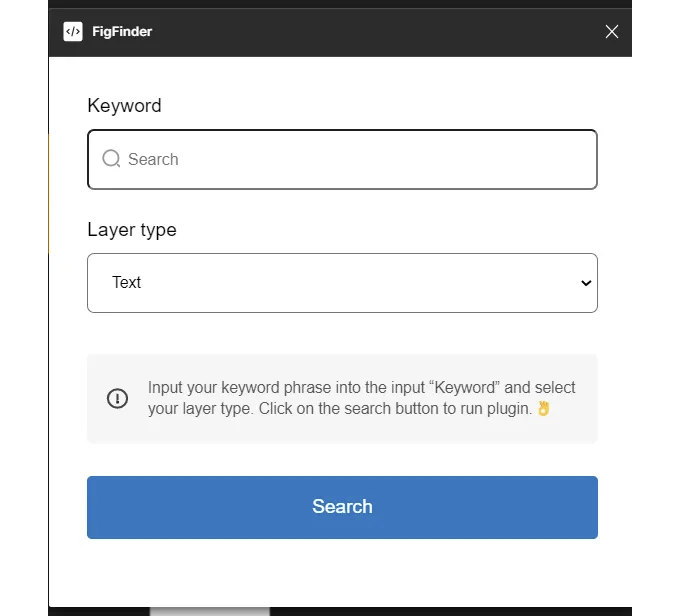 </> FigFinder
Keyword
Search
Layer type
Text
Input your keyword phrase into the input “Keyword” and select
your layer type. Click on the search button to run plugin. 👌
Search